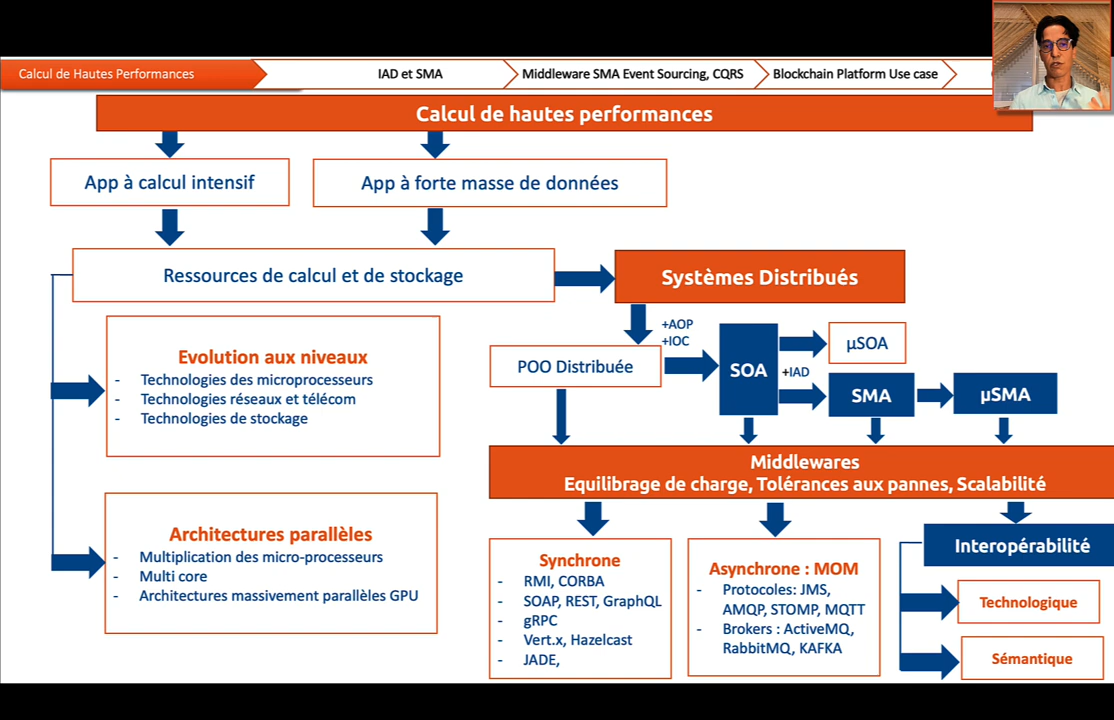 Calcul de Hautes Performances
IAD et SMA
Middleware SMA Event Sourcing, CQRS
Blockchain Platform Use case
Calcul de hautes performances
App à calcul intensif
App à forte masse de données
Ressources de calcul et de stockage
Systèmes Distribués
Evolution aux niveaux
- Technologies des microprocesseurs
- Technologies réseaux et télécom
- Technologies de stockage
Architectures parallèles
- Multiplication des micro-processeurs
- Multi core
- Architectures massivement parallèles GPU
+AOP
+IOC
POO Distribuée
SOA
µSOA
+IAD
SMA
µSMA
Middlewares
Equilibrage de charge, Tolérances aux pannes, Scalabilité
Synchrone
- RMI, CORBA
- SOAP, REST, GraphQL
- gRPC
- Vert.x, Hazelcast
- JADE,
Asynchrone : MOM
- Protocoles: JMS,
AMQP, STOMP, MQTT
- Brokers : ActiveMQ,
RabbitMQ, KAFKA
Interopérabilité
Technologique
Sémantique